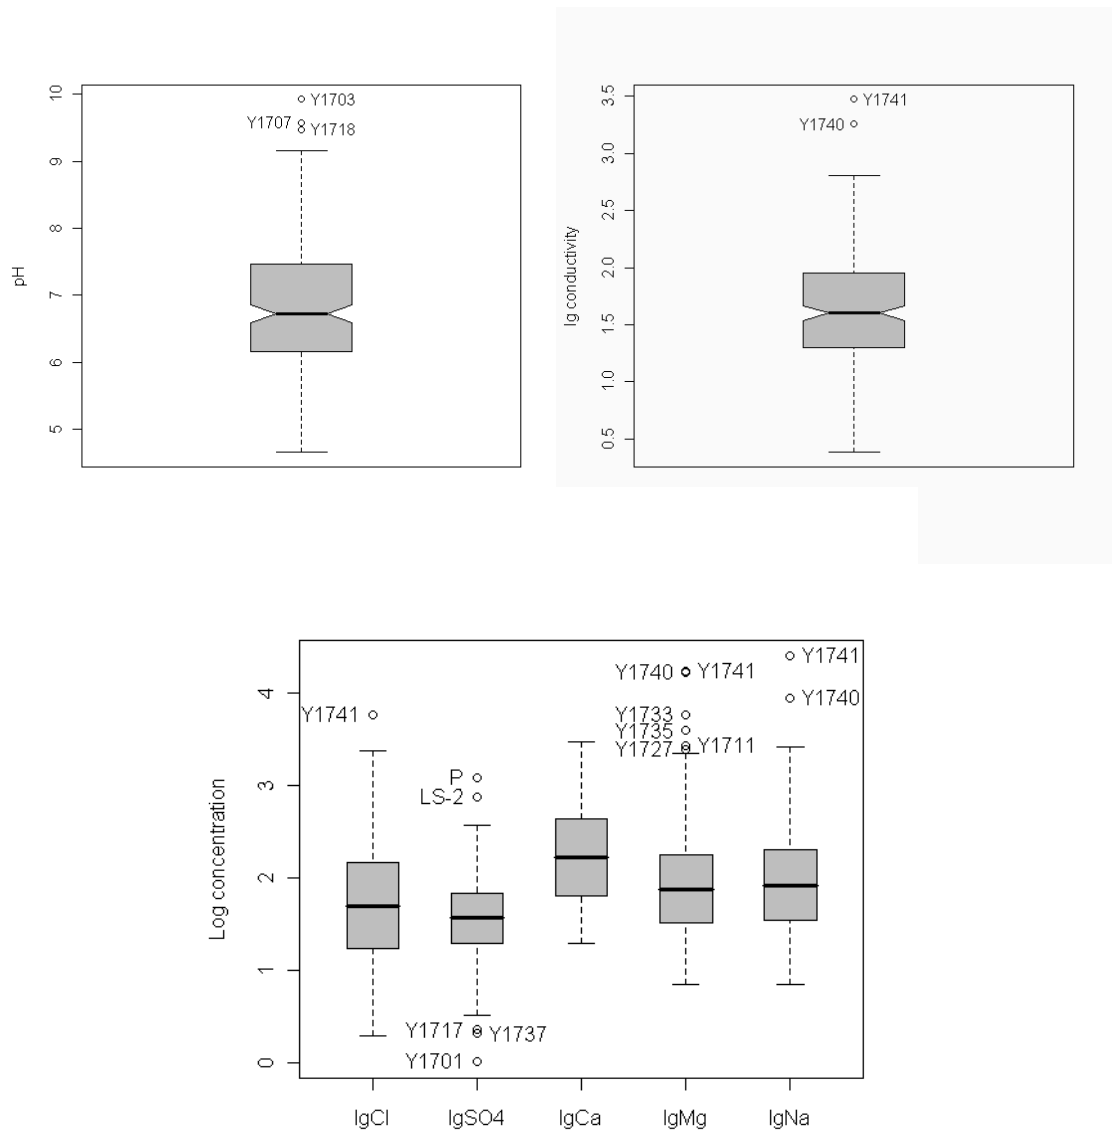 10
9
8
7
6
5
pH
Y1703
Y1707
Y1718
3.5
3.0
2.5
2.0
1.5
1.0
0.5
lg conductivity
Y1741
Y1740
4
3
2
1
0
Log concentration
Y1741
P
LS-2
Y1717 Y1737
Y1701
Y1740 Y1741
Y1733
Y1735
Y1727 Y1711
Y1741
Y1740
lgCl lgSO4 lgCa lgMg lgNa